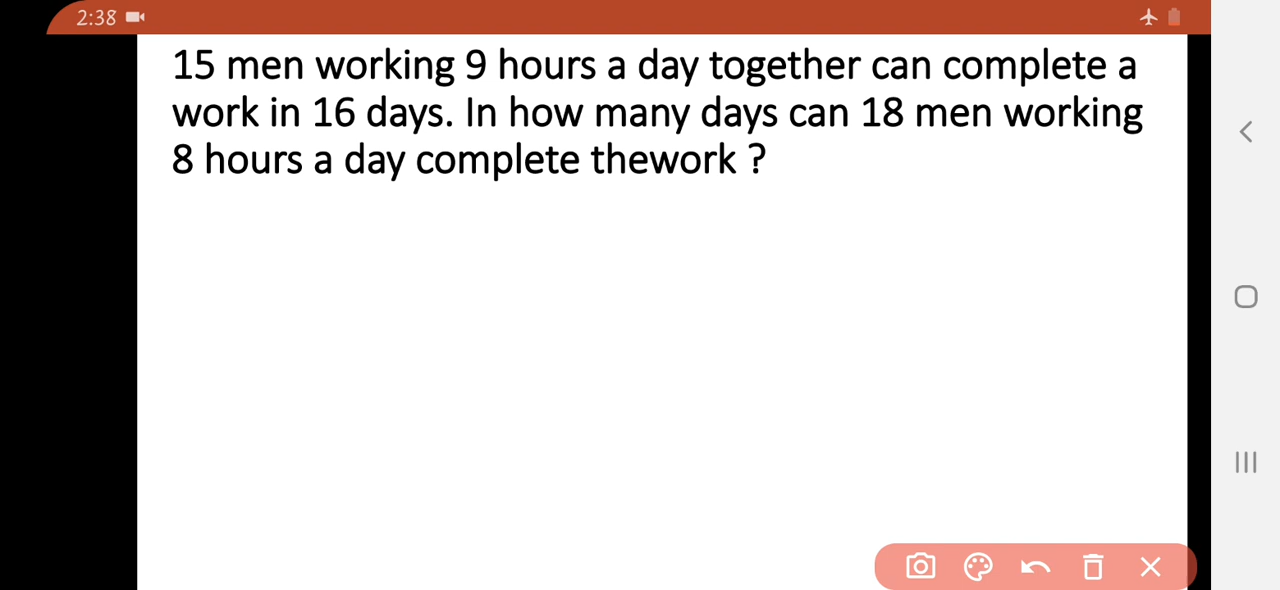 2:38
15 men working 9 hours a day together can complete a
work in 16 days. In how many days can 18 men working
8 hours a day complete thework ?